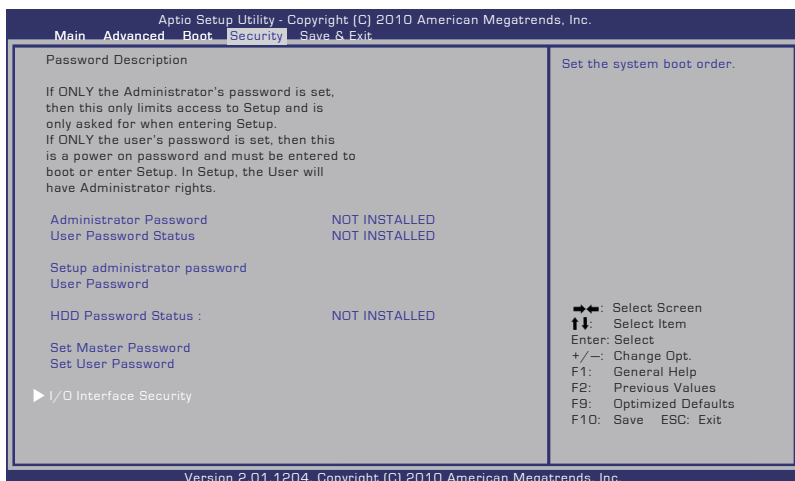 Aptio Setup Utility - Copyright (C) 2010 American Megatrends, Inc.
Main Advanced Boot Security Save & Exit
Password Description
If ONLY the Administrator's password is set,
then this only limits access to Setup and is
only asked for when entering Setup.
If ONLY the user's password is set, then this
is a power on password and must be entered to
boot or enter Setup. In Setup, the User will
have Administrator rights.
Administrator Password NOT INSTALLED
User Password Status NOT INSTALLED
Setup administrator password
User Password
HDD Password Status : NOT INSTALLED
Set Master Password
Set User Password
I/O Interface Security
Set the system boot order.
→←: Select Screen
↑↓: Select Item
Enter: Select
+/—: Change Opt.
F1: General Help
F2: Previous Values
F9: Optimized Defaults
F10: Save ESC: Exit
Version 2.01.1204. Copyright (C) 2010 American Megatrends, Inc.